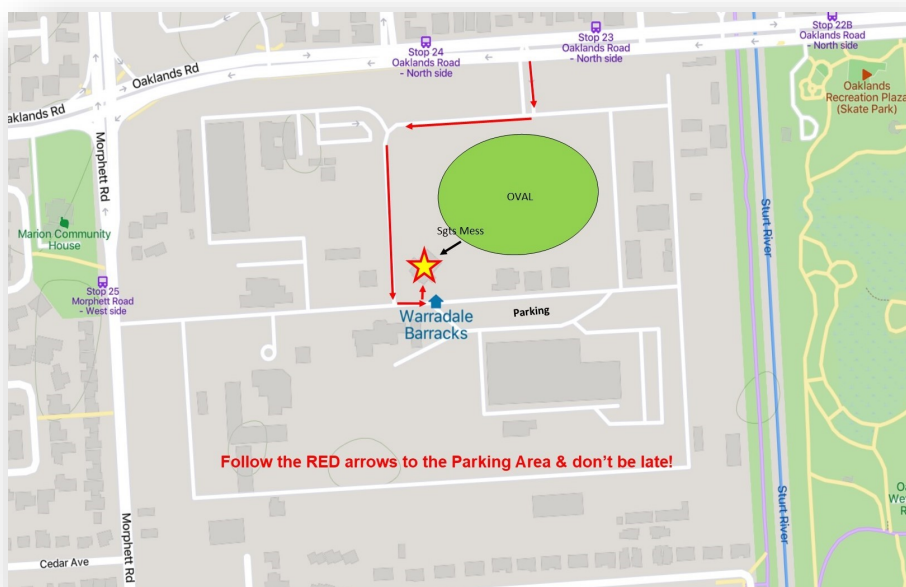 Stop 22B
Oaklands Road
- North side
Stop 23
Oaklands Road
- North side
Stop 24
Oaklands Road
- North side
Oaklands Rd
aklands Rd
Morphett Rd
Oaklands
Recreation Plaza
(Skate Park)
OVAL
Sgts Mess
Marion Community
House
Sturt River
Stop 25
Morphett Road
- West side
Parking
Warradale
Barracks
Follow the RED arrows to the Parking Area & don't be late!
Sturt River
Morphett Rd
Cedar Ave